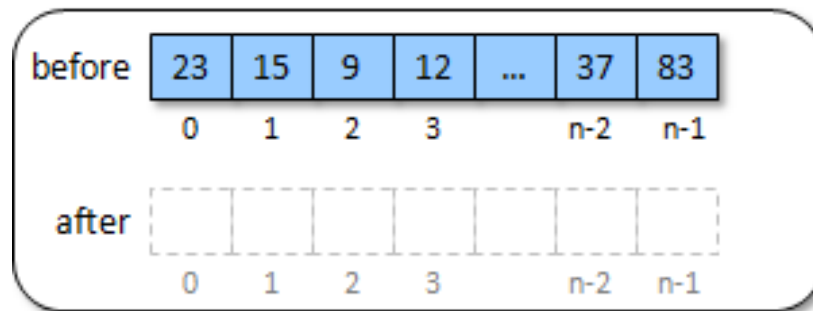 before 23 15 9 12 ... 37 83
0 1 2 3 n-2 n-1
after
0 1 2 3 n-2 n-1